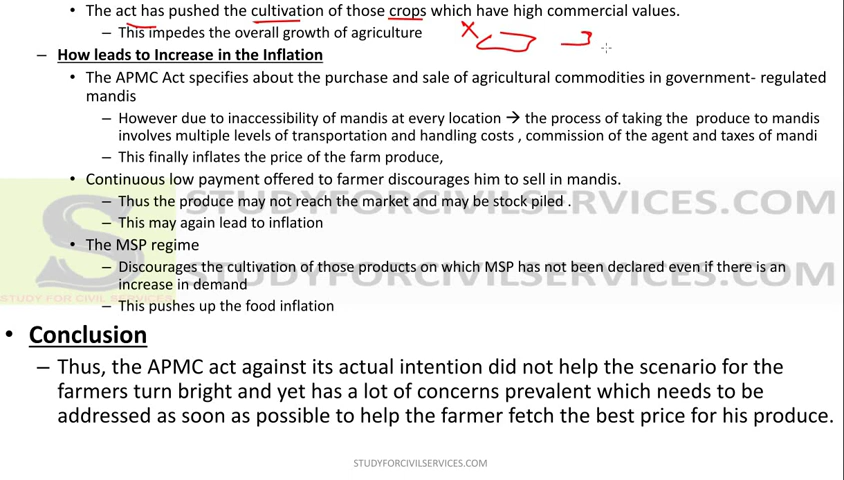 • The act has pushed the cultivation of those crops which have high commercial values.
– This impedes the overall growth of agriculture
– How leads to Increase in the Inflation
• The APMC Act specifies about the purchase and sale of agricultural commodities in government- regulated
mandis
– However due to inaccessibility of mandis at every location → the process of taking the produce to mandis
involves multiple levels of transportation and handling costs , commission of the agent and taxes of mandi
– This finally inflates the price of the farm produce,
• Continuous low payment offered to farmer discourages him to sell in mandis.
– Thus the produce may not reach the market and may be stock piled .
– This may again lead to inflation
• The MSP regime
– Discourages the cultivation of those products on which MSP has not been declared even if there is an
increase in demand
– This pushes up the food inflation
• Conclusion
– Thus, the APMC act against its actual intention did not help the scenario for the
farmers turn bright and yet has a lot of concerns prevalent which needs to be
addressed as soon as possible to help the farmer fetch the best price for his produce.
STUDYFORCIVILSERVICES.COM
STUDYFORCIVILSERVICES.COM
S
STUDY FOR CIVIL SERVICES
STUDYFORCIVILSERVICES.COM